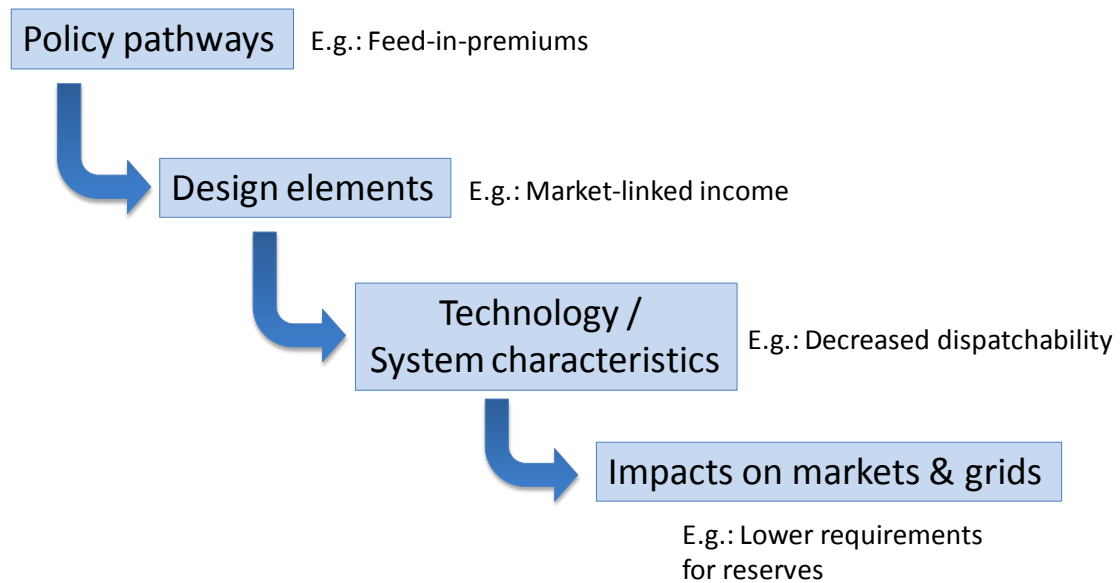 Policy pathways
E.g.: Feed-in-premiums
Design elements
E.g.: Market-linked income
Technology /
System characteristics
E.g.: Decreased dispatchability
Impacts on markets & grids
E.g.: Lower requirements
for reserves